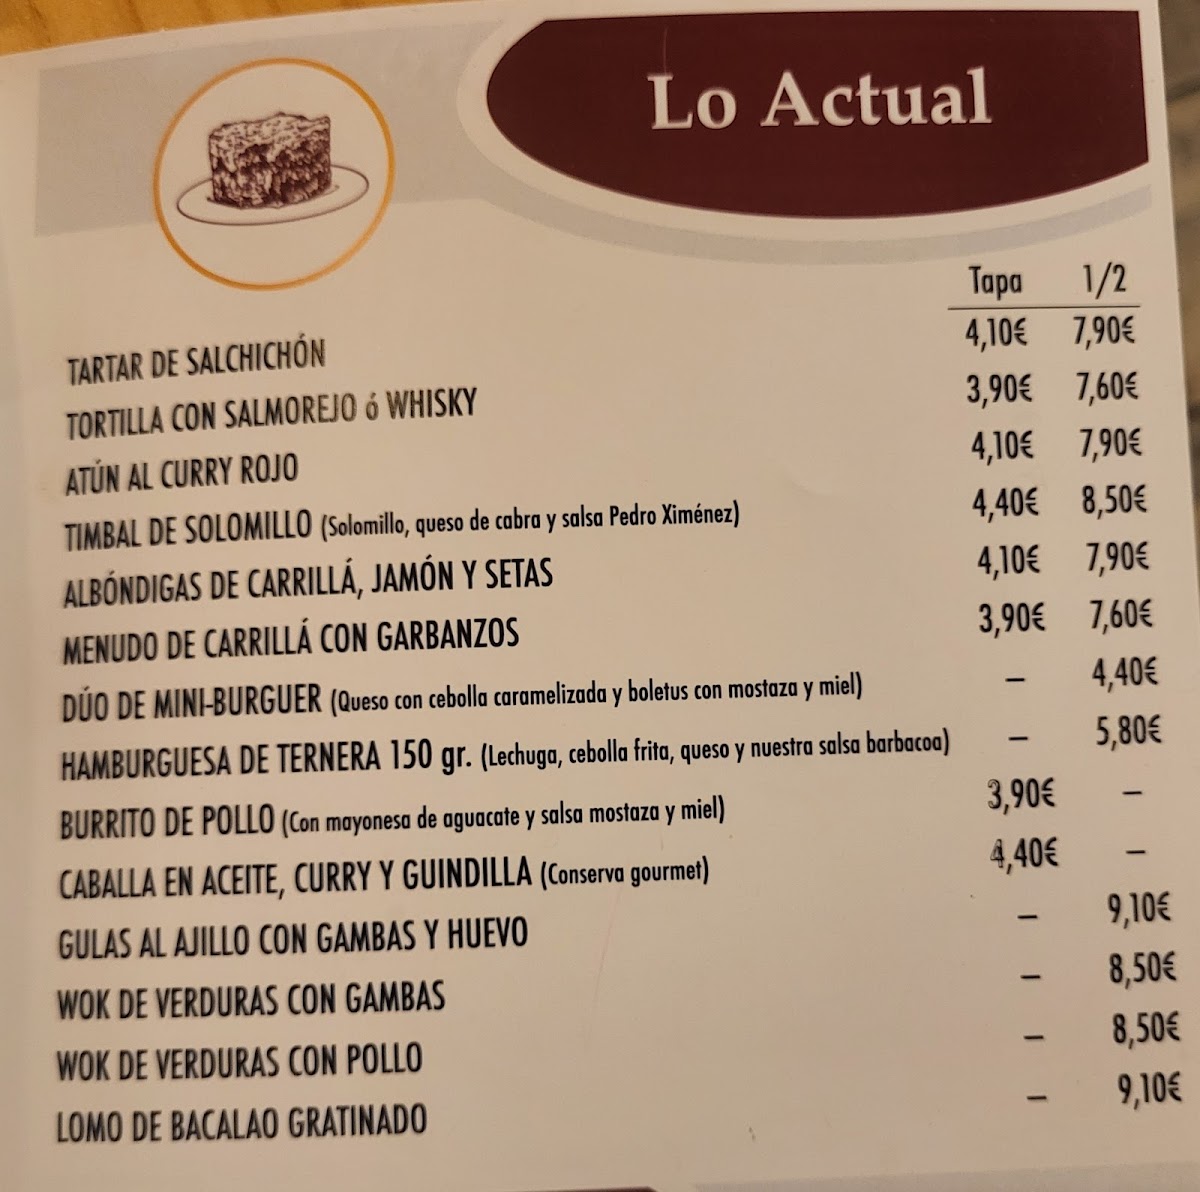 Lo Actual
Tapa 1/2
TARTAR DE SALCHICHÓN 4,10€ 7,90€
TORTILLA CON SALMOREJO ó WHISKY 3,90€ 7,60€
ATÚN AL CURRY ROJO 4,10€ 7,90€
TIMBAL DE SOLOMILLO (Solomillo, queso de cabra y salsa Pedro Ximénez) 4,40€ 8,50€
ALBÓNDIGAS DE CARRILLÁ, JAMÓN Y SETAS 4,10€ 7,90€
MENUDO DE CARRILLÁ CON GARBANZOS 3,90€ 7,60€
DÚO DE MINI-BURGUER (Queso con cebolla caramelizada y boletus con mostaza y miel) – 4,40€
HAMBURGUESA DE TERNERA 150 gr. (Lechuga, cebolla frita, queso y nuestra salsa barbacoa) – 5,80€
BURRITO DE POLLO (Con mayonesa de aguacate y salsa mostaza y miel) 3,90€ –
CABALLA EN ACEITE, CURRY Y GUINDILLA (Conserva gourmet) 4,40€ –
GULAS AL AJILLO CON GAMBAS Y HUEVO – 9,10€
WOK DE VERDURAS CON GAMBAS – 8,50€
WOK DE VERDURAS CON POLLO – 8,50€
LOMO DE BACALAO GRATINADO – 9,10€